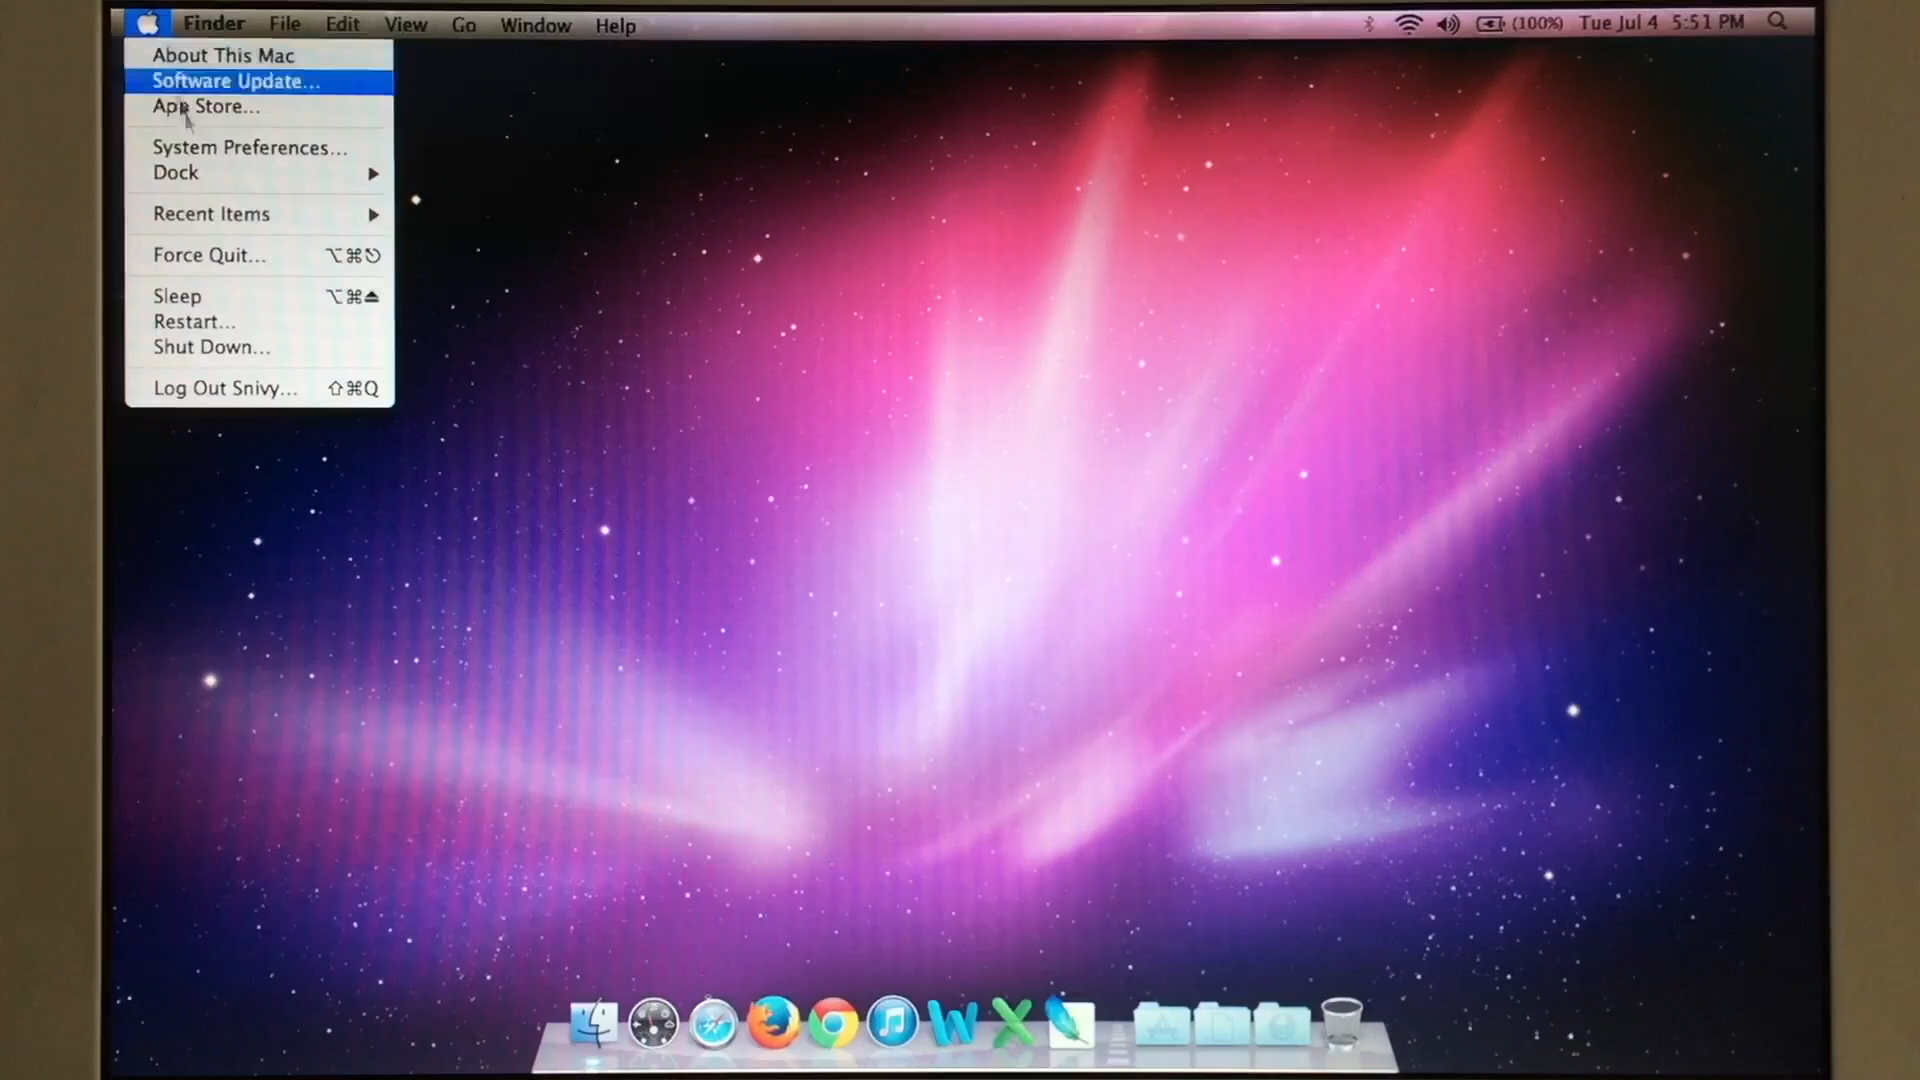 Finder File Edit View Go Window Help (100%) Tue Jul 4 5:51 PM
About This Mac
Software Update...
App Store...
System Preferences...
Dock
Recent Items
Force Quit... ⌥⌘⎋
Sleep ⌥⌘⏏
Restart...
Shut Down...
Log Out Snivy... ⇧⌘Q